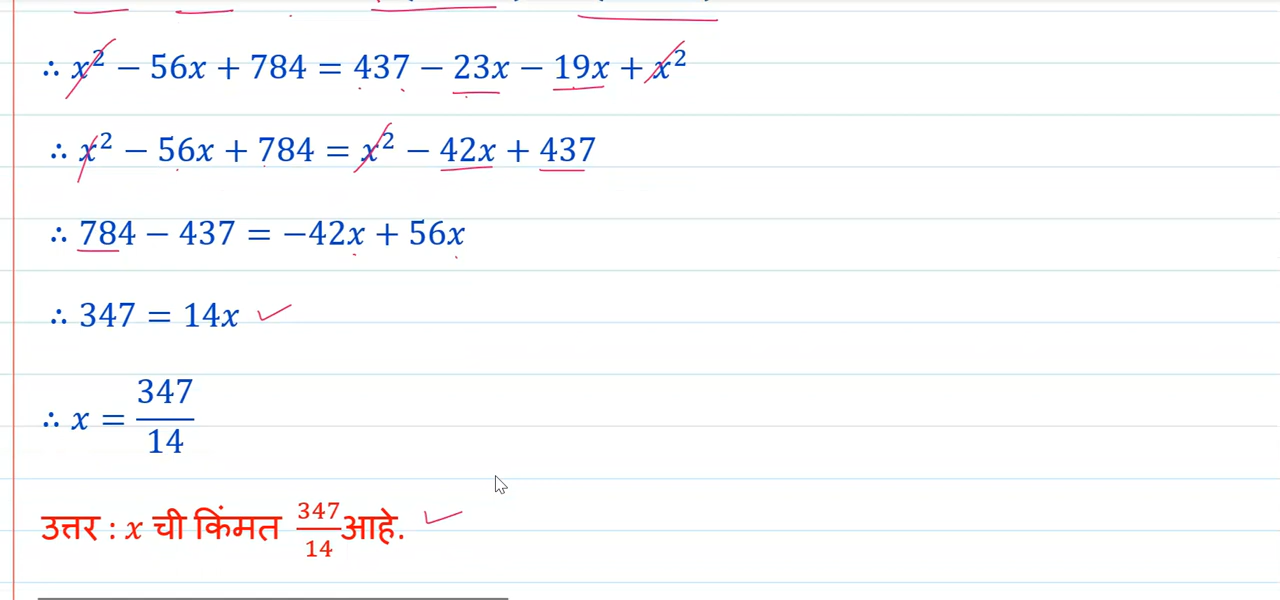 ∴ x² − 56x + 784 = 437 − 23x − 19x + x²
∴ x² − 56x + 784 = x² − 42x + 437
∴ 784 − 437 = −42x + 56x
∴ 347 = 14x
∴ x = 347/14
उत्तर : x ची किंमत 347/14 आहे.